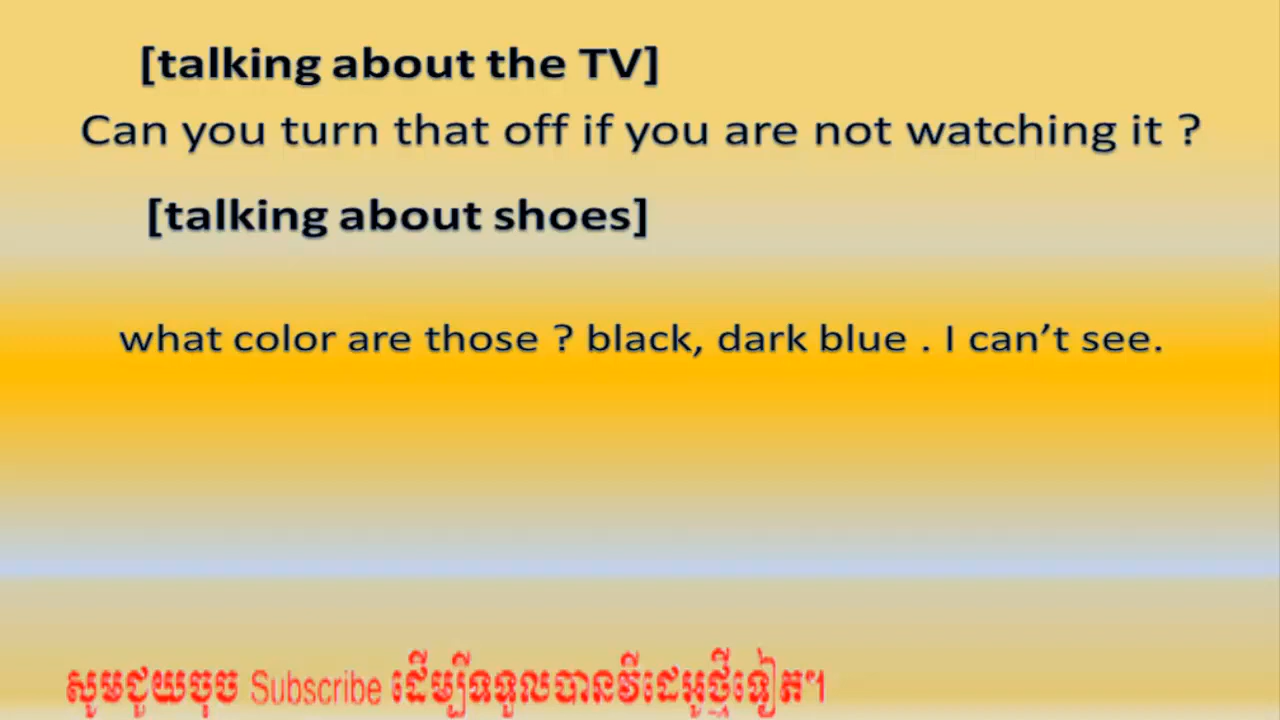 [talking about the TV]
Can you turn that off if you are not watching it ?
[talking about shoes]
what color are those ? black, dark blue . I can’t see.
សូមជួយចុច Subscribe ដើម្បីទទួលបានវីដេអូថ្មីទៀត។